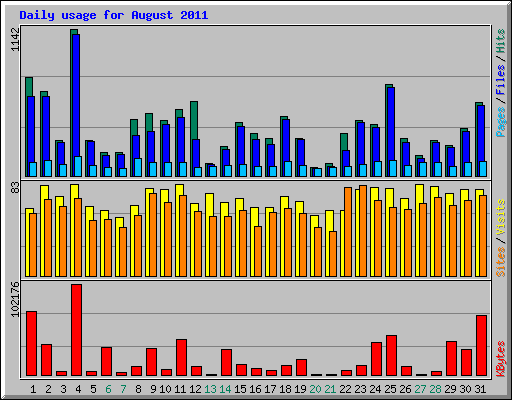 Daily usage for August 2011
1142
Pages / Files / Hits
83
Sites / Visits
102176
KBytes
1 2 3 4 5 6 7 8 9 10 11 12 13 14 15 16 17 18 19 20 21 22 23 24 25 26 27 28 29 30 31